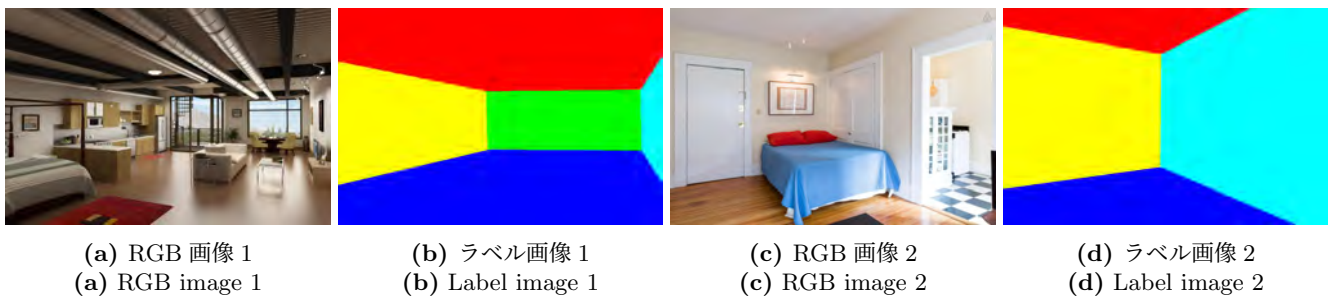 (a) RGB 画像 1
(a) RGB image 1
(b) ラベル画像 1
(b) Label image 1
(c) RGB 画像 2
(c) RGB image 2
(d) ラベル画像 2
(d) Label image 2